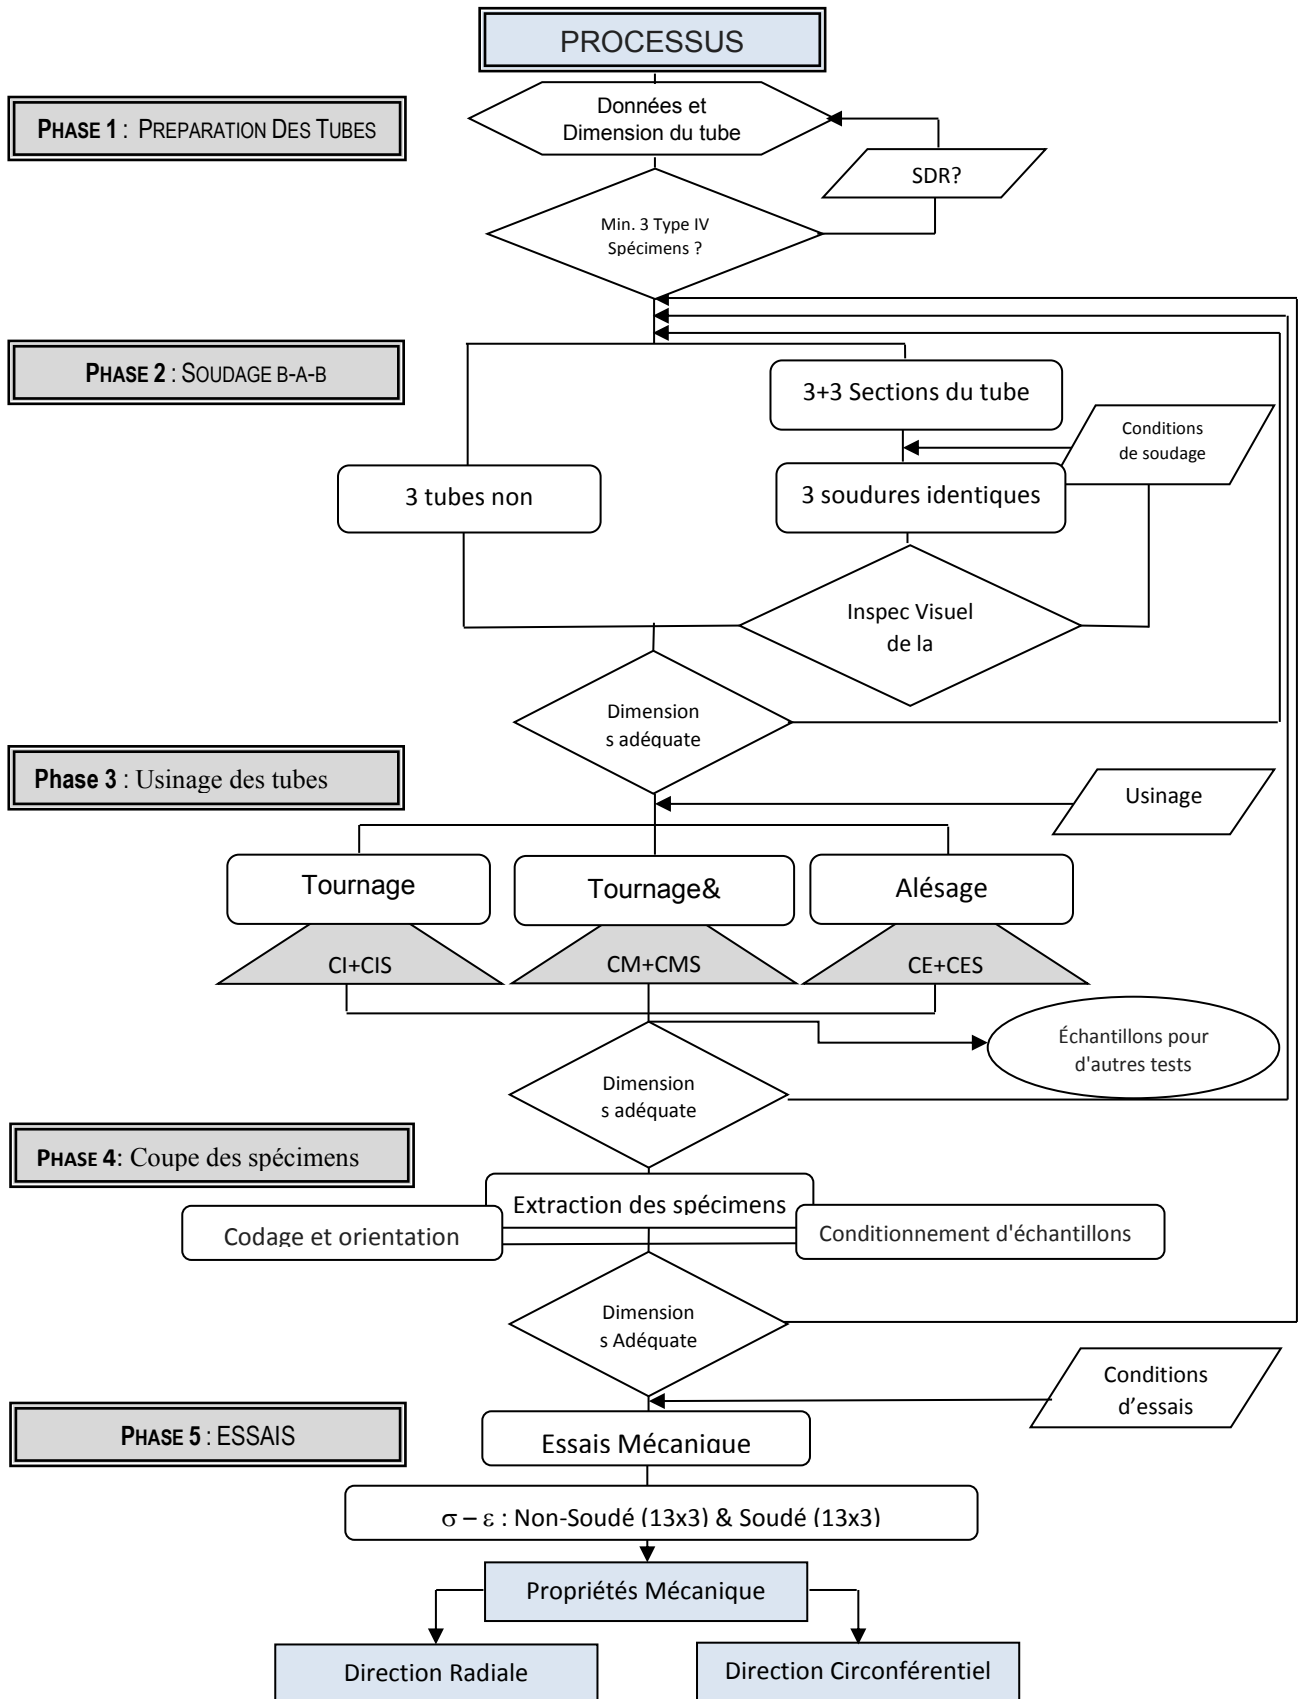 PROCESSUS
Données et
Dimension du tube
PHASE 1 : PREPARATION DES TUBES
SDR?
Min. 3 Type IV
Spécimens ?
PHASE 2 : SOUDAGE B-A-B
3+3 Sections du tube
Conditions
de soudage
3 tubes non
3 soudures identiques
Inspec Visuel
de la
Dimension
s adéquate
Phase 3 : Usinage des tubes
Usinage
Tournage
Tournage&
Alésage
CI+CIS
CM+CMS
CE+CES
Échantillons pour
d'autres tests
Dimension
s adéquate
PHASE 4: Coupe des spécimens
Extraction des spécimens
Codage et orientation
Conditionnement d'échantillons
Dimension
s Adéquate
Conditions
d’essais
PHASE 5 : ESSAIS
Essais Mécanique
σ – ε : Non-Soudé (13x3) & Soudé (13x3)
Propriétés Mécanique
Direction Radiale
Direction Circonférentiel